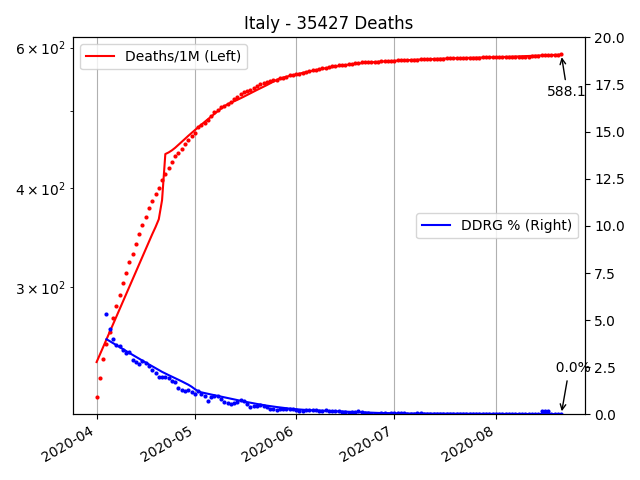 Italy - 35427 Deaths
Deaths/1M (Left)
DDRG % (Right)
588.1
0.0%
6 × 10²
4 × 10²
3 × 10²
20.0
17.5
15.0
12.5
10.0
7.5
5.0
2.5
0.0
2020-04
2020-05
2020-06
2020-07
2020-08